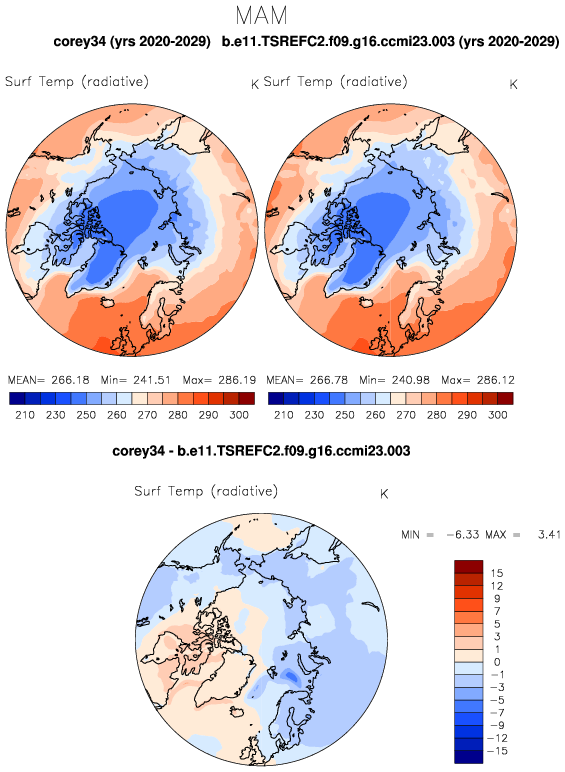 MAM
corey34 (yrs 2020-2029) b.e11.TSREFC2.f09.g16.ccmi23.003 (yrs 2020-2029)
Surf Temp (radiative) K Surf Temp (radiative) K
MEAN= 266.18 Min= 241.51 Max= 286.19 MEAN= 266.78 Min= 240.98 Max= 286.12
210 230 250 260 270 280 290 300 210 230 250 260 270 280 290 300
corey34 - b.e11.TSREFC2.f09.g16.ccmi23.003
Surf Temp (radiative) K
MIN = -6.33 MAX = 3.41
15
12
9
7
5
3
1
0
-1
-3
-5
-7
-9
-12
-15